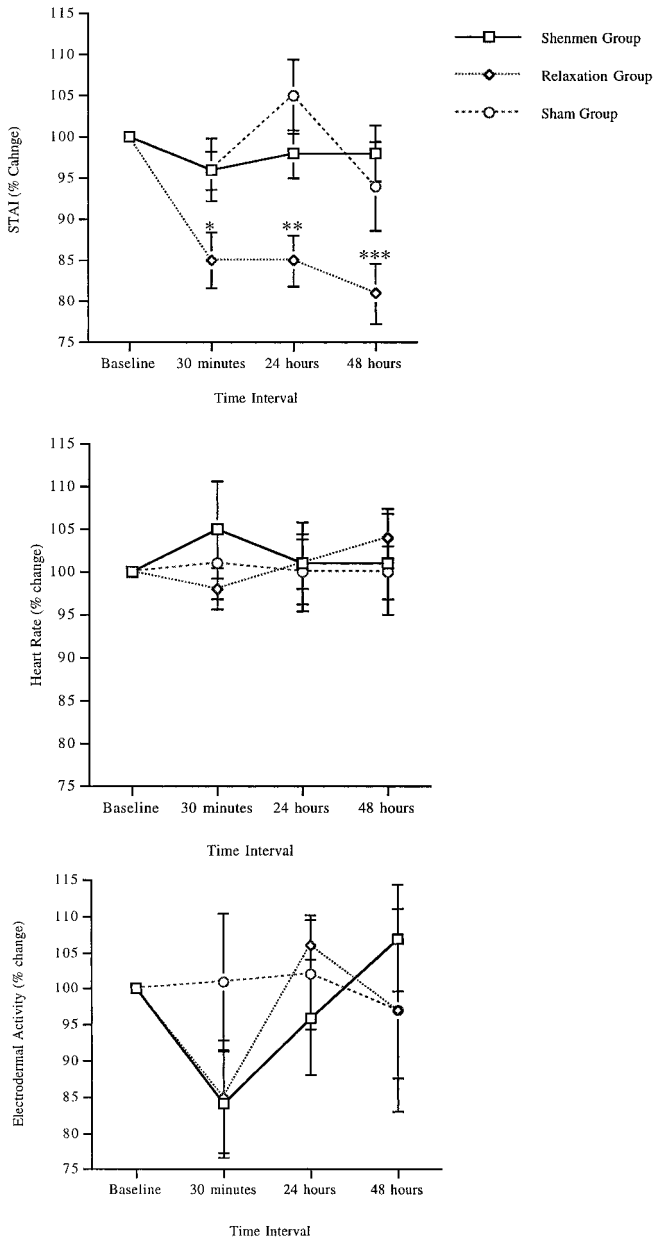 115
110
105
100
95
90
85
80
75
STAI (% Cahnge)
* ** ***
Baseline 30 minutes 24 hours 48 hours
Time Interval
Shenmen Group
Relaxation Group
Sham Group
115
110
105
100
95
90
85
80
75
Heart Rate (% change)
Baseline 30 minutes 24 hours 48 hours
Time Interval
115
110
105
100
95
90
85
80
75
Electrodermal Activity (% change)
Baseline 30 minutes 24 hours 48 hours
Time Interval